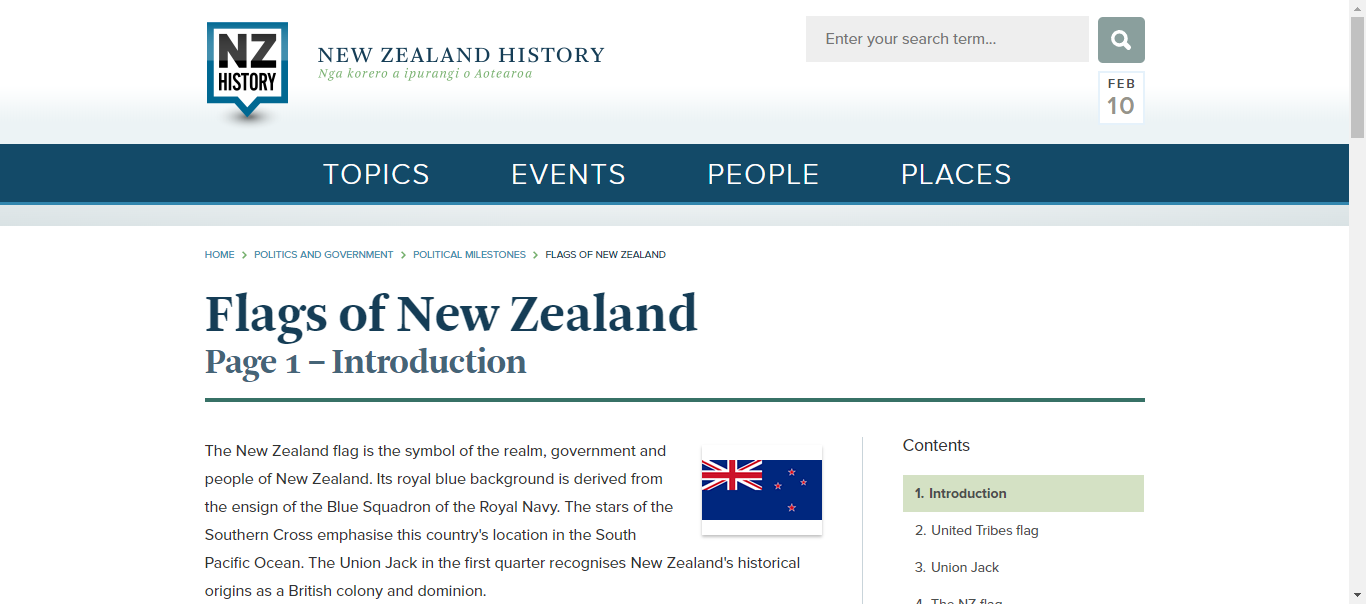 NZ
HISTORY
NEW ZEALAND HISTORY
Nga korero a ipurangi o Aotearoa
Enter your search term...
FEB
10
TOPICS EVENTS PEOPLE PLACES
HOME > POLITICS AND GOVERNMENT > POLITICAL MILESTONES > FLAGS OF NEW ZEALAND
Flags of New Zealand
Page 1 – Introduction
The New Zealand flag is the symbol of the realm, government and
people of New Zealand. Its royal blue background is derived from
the ensign of the Blue Squadron of the Royal Navy. The stars of the
Southern Cross emphasise this country's location in the South
Pacific Ocean. The Union Jack in the first quarter recognises New Zealand's historical
origins as a British colony and dominion.
Contents
1. Introduction
2. United Tribes flag
3. Union Jack
4. The NZ flag